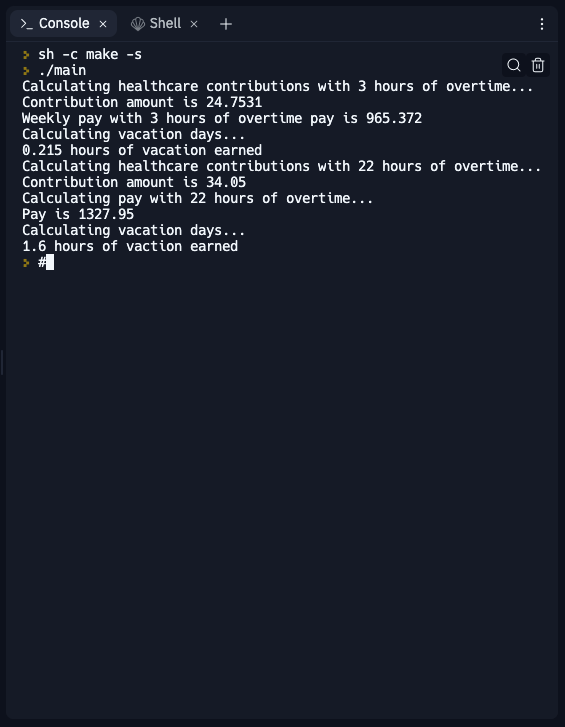 >_ Console × Shell × +
> sh -c make -s
> ./main
Calculating healthcare contributions with 3 hours of overtime...
Contribution amount is 24.7531
Weekly pay with 3 hours of overtime pay is 965.372
Calculating vacation days...
0.215 hours of vacation earned
Calculating healthcare contributions with 22 hours of overtime...
Contribution amount is 34.05
Calculating pay with 22 hours of overtime...
Pay is 1327.95
Calculating vacation days...
1.6 hours of vaction earned
> #